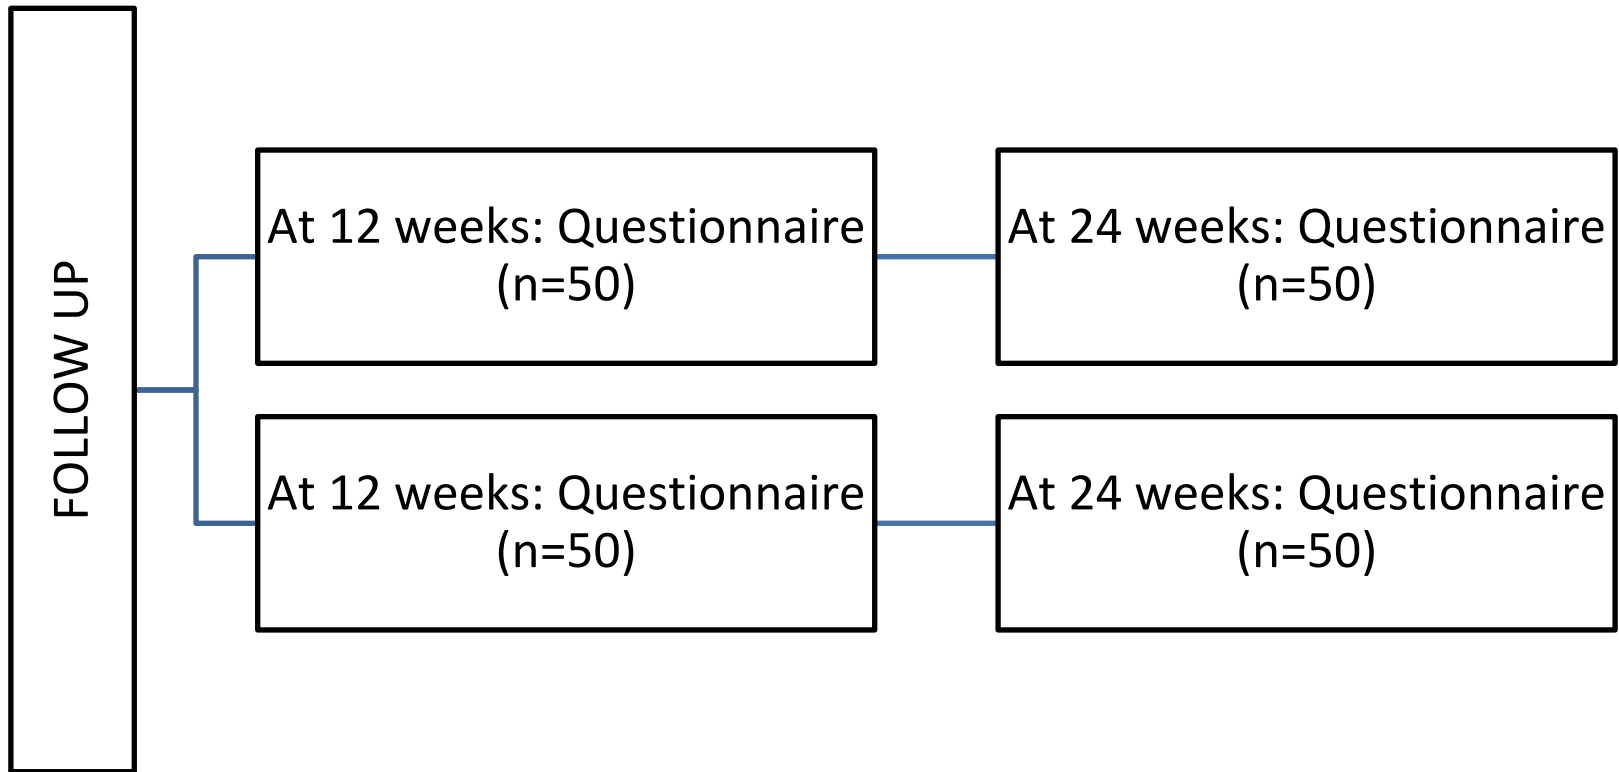 FOLLOW UP
At 12 weeks: Questionnaire
(n=50)
At 24 weeks: Questionnaire
(n=50)
At 12 weeks: Questionnaire
(n=50)
At 24 weeks: Questionnaire
(n=50)